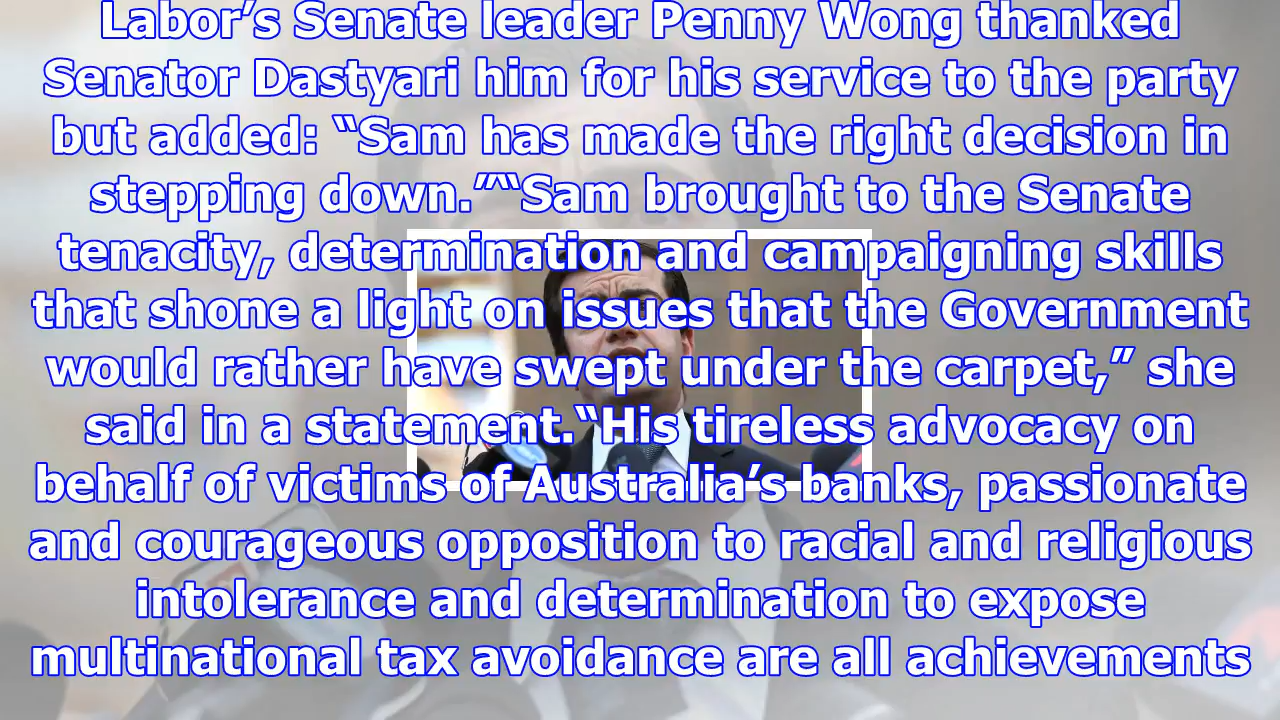 Labor’s Senate leader Penny Wong thanked
Senator Dastyari him for his service to the party
but added: “Sam has made the right decision in
stepping down.”“Sam brought to the Senate
tenacity, determination and campaigning skills
that shone a light on issues that the Government
would rather have swept under the carpet,” she
said in a statement.“His tireless advocacy on
behalf of victims of Australia’s banks, passionate
and courageous opposition to racial and religious
intolerance and determination to expose
multinational tax avoidance are all achievements